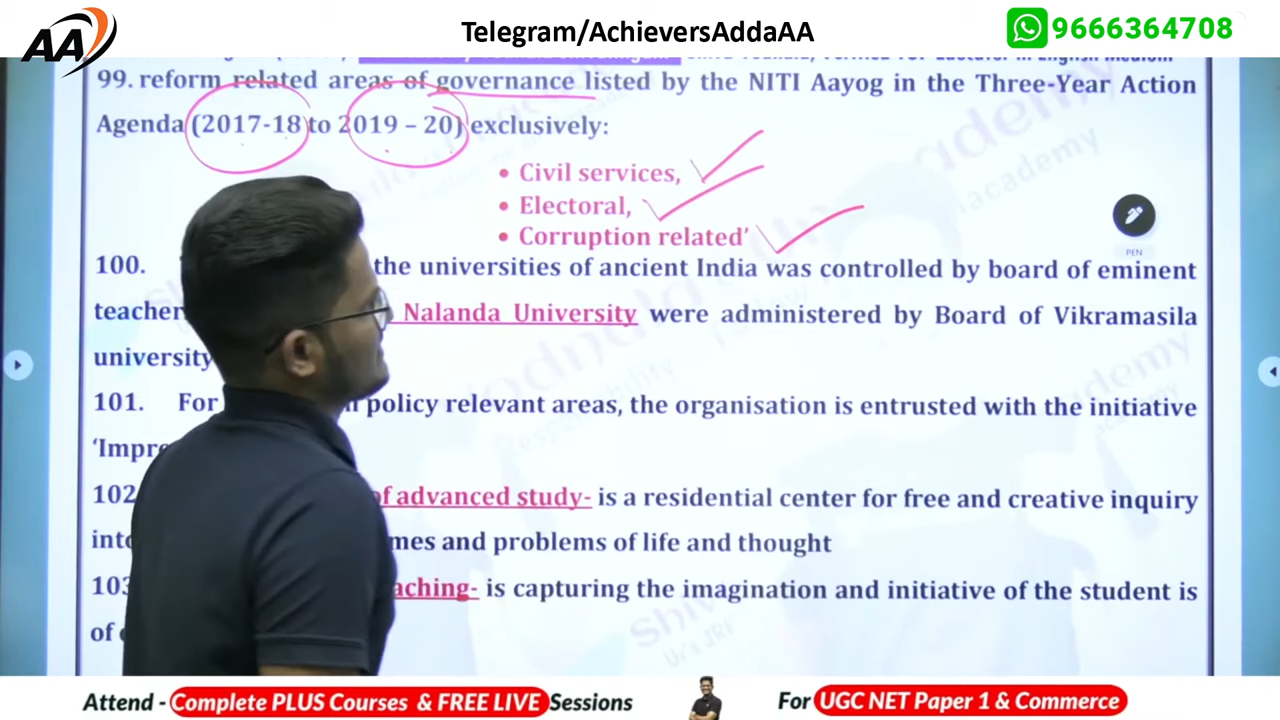 AA
Telegram/AchieversAddaAA
9666364708
99. reform related areas of governance listed by the NITI Aayog in the Three-Year Action
Agenda (2017-18 to 2019 – 20) exclusively:
• Civil services,
• Electoral,
• Corruption related’
PEN
100. the universities of ancient India was controlled by board of eminent
teacher Nalanda University were administered by Board of Vikramasila
university
101. For policy relevant areas, the organisation is entrusted with the initiative
‘Impr
102 of advanced study- is a residential center for free and creative inquiry
into mes and problems of life and thought
103 aching- is capturing the imagination and initiative of the student is
of
Attend - Complete PLUS Courses & FREE LIVE Sessions
For UGC NET Paper 1 & Commerce